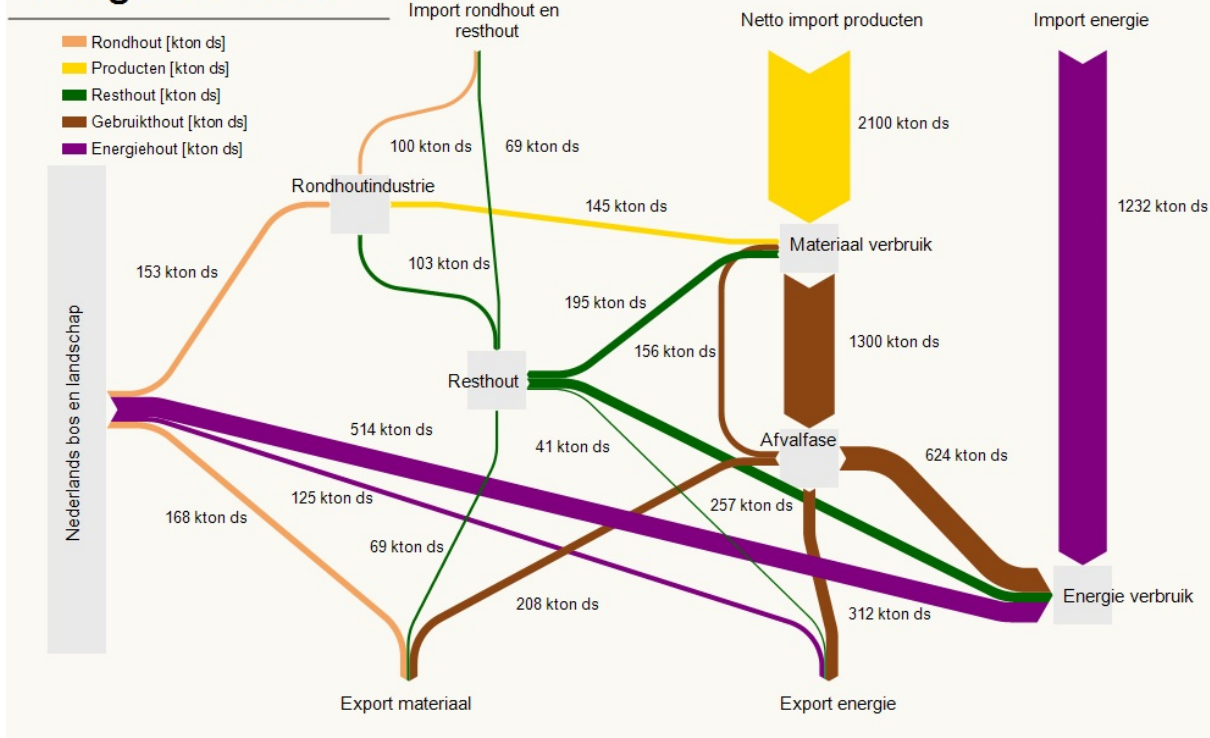 Import rondhout en
resthout
Netto import producten
Import energie
Rondhout [kton ds]
Producten [kton ds]
Resthout [kton ds]
Gebruikthout [kton ds]
Energiehout [kton ds]
2100 kton ds
100 kton ds
69 kton ds
Rondhoutindustrie
145 kton ds
1232 kton ds
Materiaal verbruik
153 kton ds
103 kton ds
195 kton ds
156 kton ds
1300 kton ds
Resthout
Nederlands bos en landschap
514 kton ds
41 kton ds
Afvalfase
624 kton ds
125 kton ds
257 kton ds
168 kton ds
69 kton ds
208 kton ds
312 kton ds
Energie verbruik
Export materiaal
Export energie